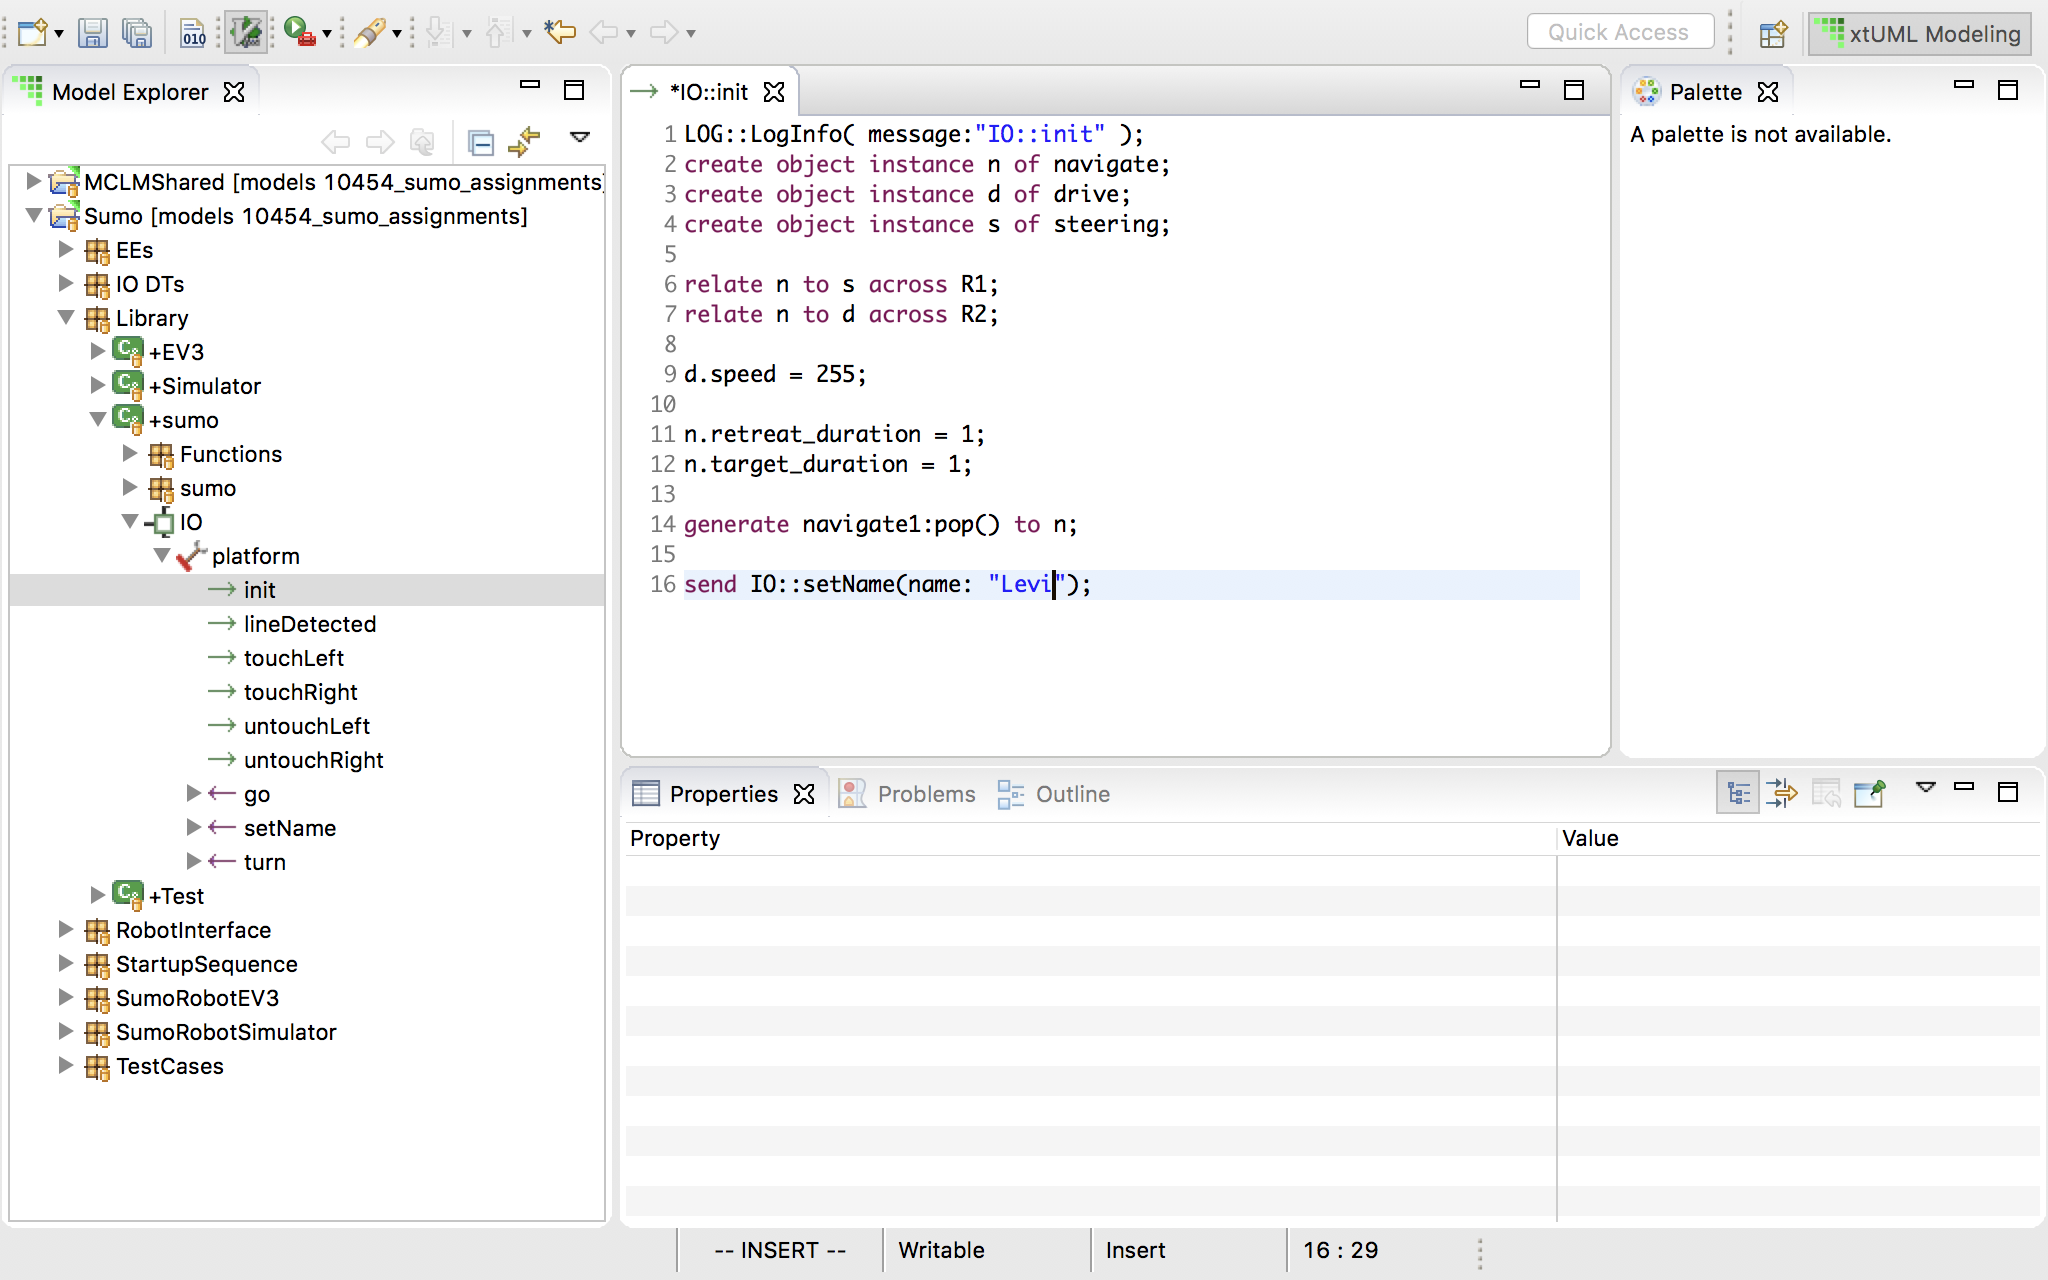 010
Quick Access
xtUML Modeling
Model Explorer
MCLMShared [models 10454_sumo_assignments]
Sumo [models 10454_sumo_assignments]
EEs
IO DTs
Library
+EV3
+Simulator
+sumo
Functions
sumo
IO
platform
init
lineDetected
touchLeft
touchRight
untouchLeft
untouchRight
go
setName
turn
+Test
RobotInterface
StartupSequence
SumoRobotEV3
SumoRobotSimulator
TestCases
*IO::init
1 LOG::LogInfo( message:"IO::init" );
2 create object instance n of navigate;
3 create object instance d of drive;
4 create object instance s of steering;
5
6 relate n to s across R1;
7 relate n to d across R2;
8
9 d.speed = 255;
10
11 n.retreat_duration = 1;
12 n.target_duration = 1;
13
14 generate navigate1:pop() to n;
15
16 send IO::setName(name: "Levi");
Palette
A palette is not available.
Properties
Problems
Outline
Property
Value
-- INSERT --
Writable
Insert
16 : 29